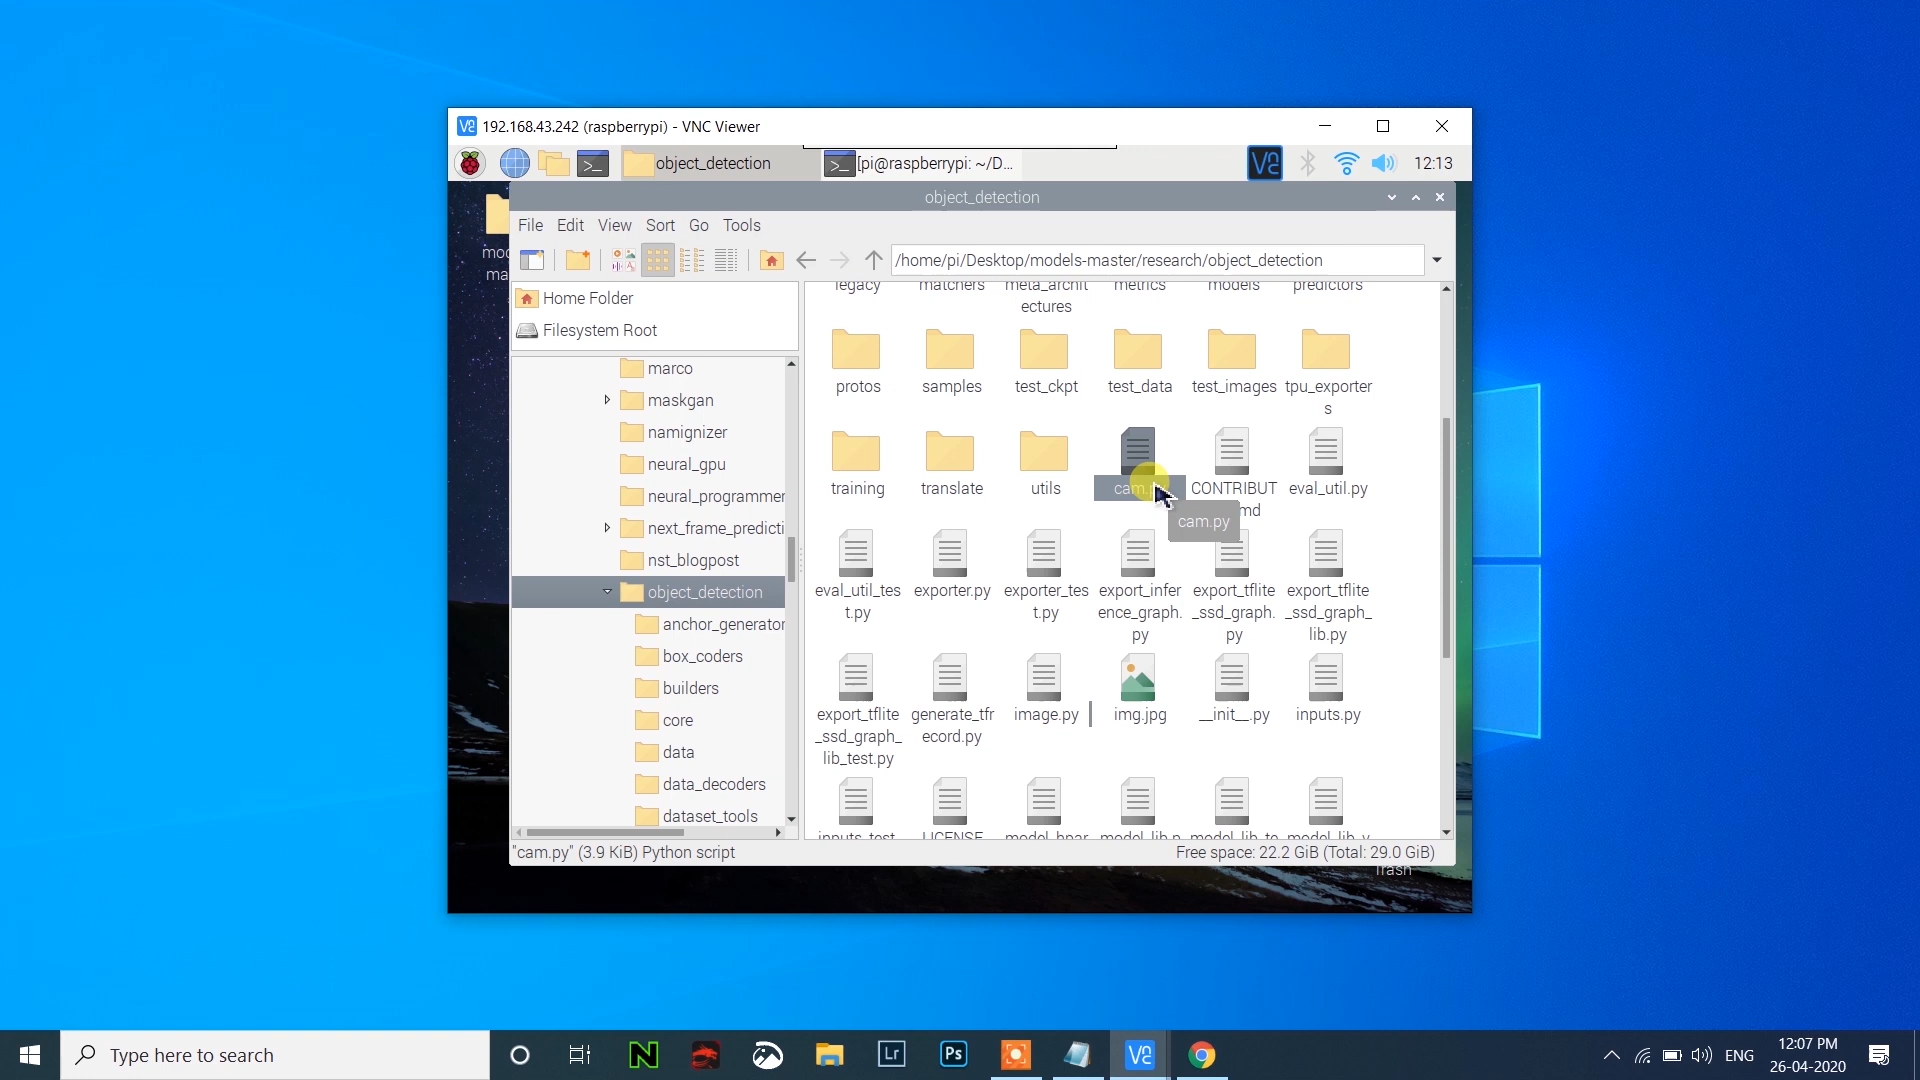 192.168.43.242 (raspberrypi) - VNC Viewer
object_detection
[pi@raspberrypi: ~/D...
12:13
object_detection
File Edit View Sort Go Tools
/home/pi/Desktop/models-master/research/object_detection
Home Folder
Filesystem Root
marco
maskgan
namignizer
neural_gpu
neural_programmer
next_frame_predicti
nst_blogpost
object_detection
anchor_generator
box_coders
builders
core
data
data_decoders
dataset_tools
legacy matchers meta_archit metrics models predictors
ectures
protos samples test_ckpt test_data test_images tpu_exporter
s
training translate utils cam.py CONTRIBUT eval_util.py
md
cam.py
eval_util_tes exporter.py exporter_tes export_infer export_tflite export_tflite
t.py t.py ence_graph. _ssd_graph. _ssd_graph_
py py lib.py
export_tflite generate_tfr image.py img.jpg __init__.py inputs.py
_ssd_graph_ ecord.py
lib_test.py
inputs_test LICENSE model_hpar model_lib.p model_lib_te model_lib_v
"cam.py" (3.9 KiB) Python script
Free space: 22.2 GiB (Total: 29.0 GiB)
Trash
Type here to search
Lr
Ps
ENG
12:07 PM
26-04-2020